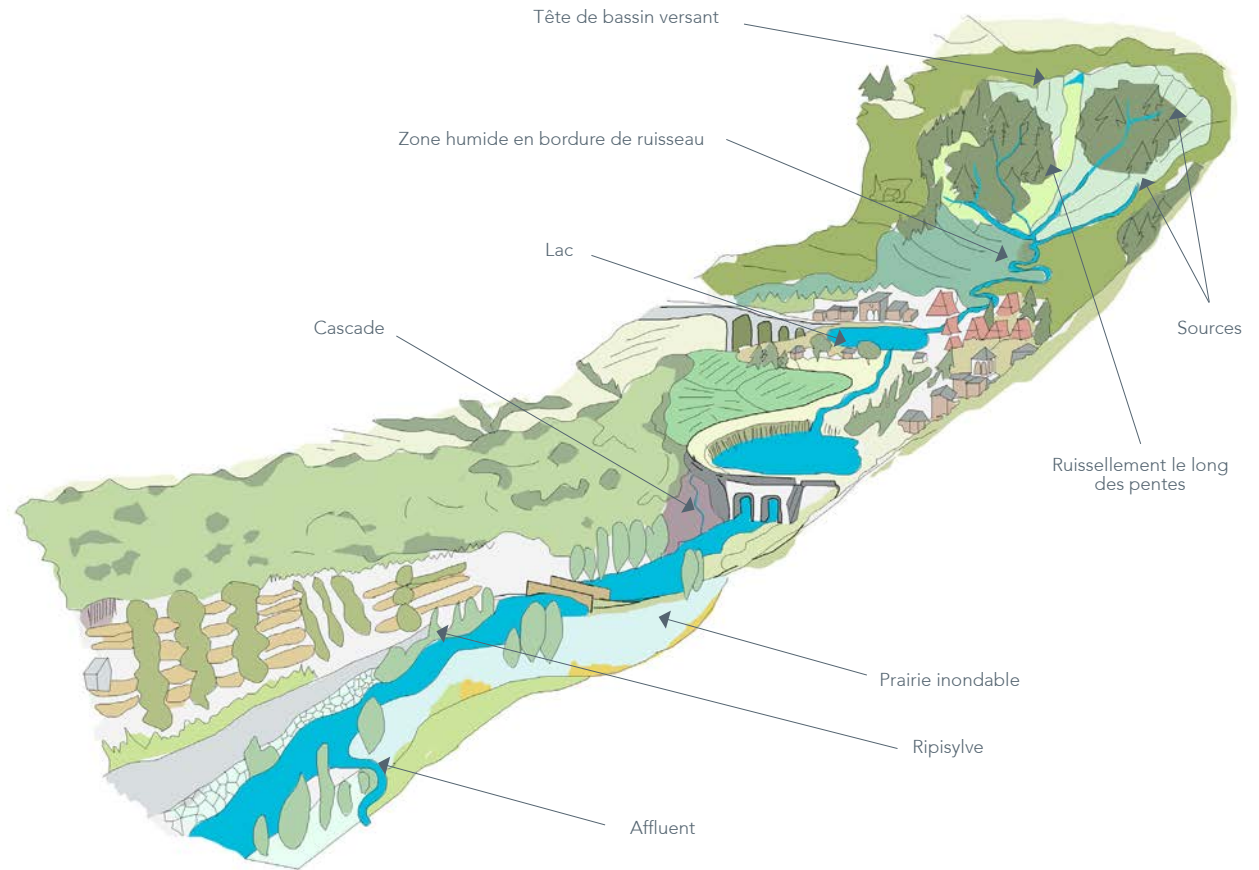 Tête de bassin versant
Zone humide en bordure de ruisseau
Lac
Cascade
Sources
Ruissellement le long
des pentes
Prairie inondable
Ripisylve
Affluent